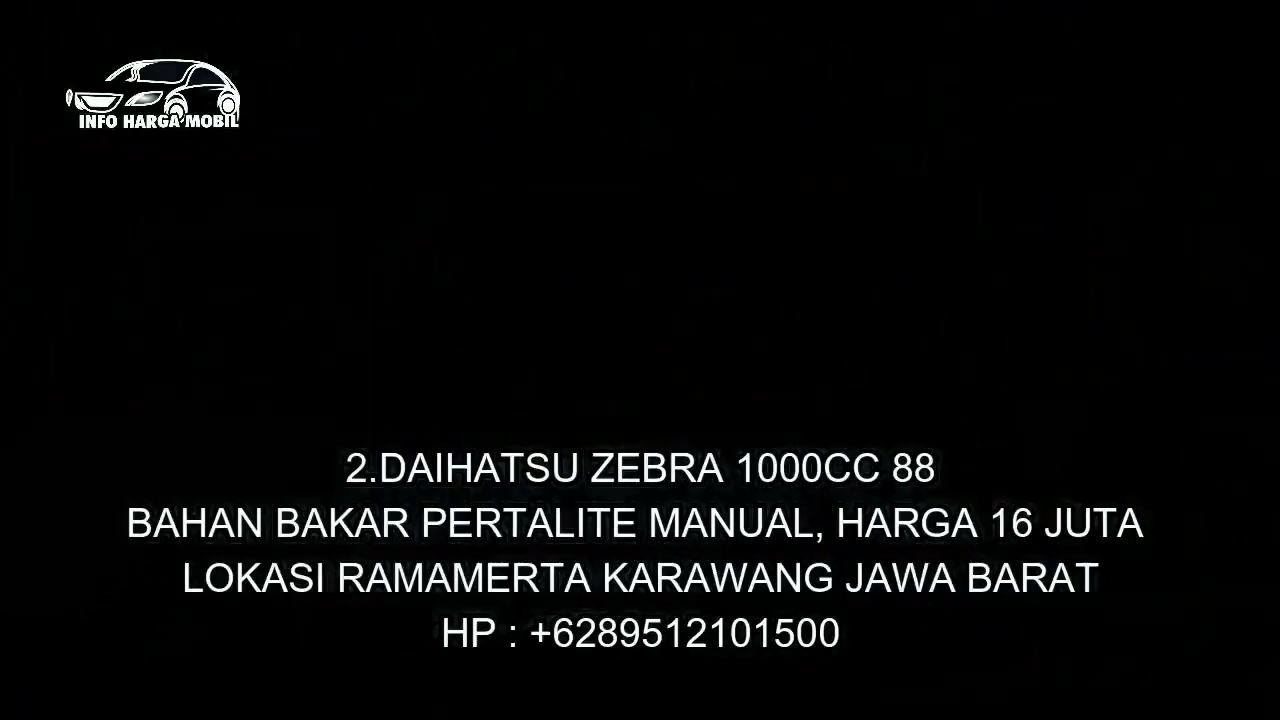 INFO HARGA MOBIL
2.DAIHATSU ZEBRA 1000CC 88
BAHAN BAKAR PERTALITE MANUAL, HARGA 16 JUTA
LOKASI RAMAMERTA KARAWANG JAWA BARAT
HP : +6289512101500